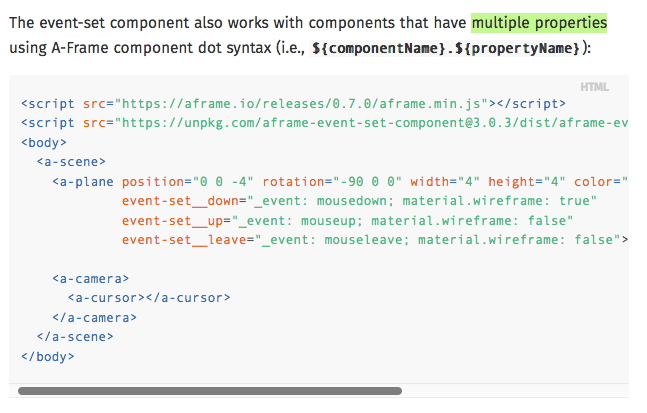 The event-set component also works with components that have multiple properties
using A-Frame component dot syntax (i.e., ${componentName}.${propertyName}):
HTML
<script src="https://aframe.io/releases/0.7.0/aframe.min.js"></script>
<script src="https://unpkg.com/aframe-event-set-component@3.0.3/dist/aframe-ev
<body>
  <a-scene>
    <a-plane position="0 0 -4" rotation="-90 0 0" width="4" height="4" color="
             event-set__down="_event: mousedown; material.wireframe: true"
             event-set__up="_event: mouseup; material.wireframe: false"
             event-set__leave="_event: mouseleave; material.wireframe: false">
    <a-camera>
      <a-cursor></a-cursor>
    </a-camera>
  </a-scene>
</body>